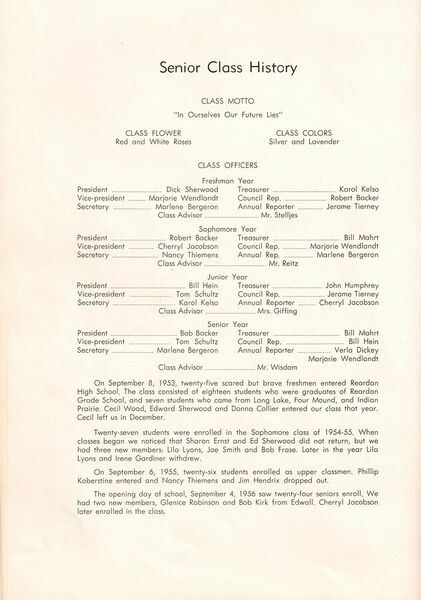 Senior Class History
CLASS MOTTO
"In Ourselves Our Future Lies"
CLASS FLOWER
Red and White Roses
CLASS COLORS
Silver and Lavender
CLASS OFFICERS
Freshman Year
President ........ Dick Sherwood Treasurer ........ Karol Kelso
Vice-president ........ Marjorie Wendlandt Council Rep. ........ Robert Backer
Secretary ........ Marlene Bergeron Annual Reporter ........ Jerome Tierney
Class Advisor ........ Mr. Stelljes
Sophomore Year
President ........ Robert Backer Treasurer ........ Bill Mahrt
Vice-president ........ Cherryl Jacobson Council Rep. ........ Marjorie Wendlandt
Secretary ........ Nancy Thiemens Annual Rep. ........ Marlene Bergeron
Class Advisor ........ Mr. Reitz
Junior Year
President ........ Bill Hein Treasurer ........ John Humphrey
Vice-president ........ Tom Schultz Council Rep. ........ Jerome Tierney
Secretary ........ Karol Kelso Annual Reporter ........ Cherryl Jacobson
Class Advisor ........ Mrs. Giffing
Senior Year
President ........ Bob Backer Treasurer ........ Bill Mahrt
Vice-president ........ Tom Schultz Council Rep. ........ Bill Hein
Secretary ........ Marlene Bergeron Annual Reporter ........ Verla Dickey
Marjorie Wendlandt
Class Advisor ........ Mr. Wisdom
On September 8, 1953, twenty-five scared but brave freshmen entered Reardan
High School. The class consisted of eighteen students who were graduates of Reardan
Grade School, and seven students who came from Long Lake, Four Mound, and Indian
Prairie. Cecil Wood, Edward Sherwood and Donna Collier entered our class that year.
Cecil left us in December.
Twenty-seven students were enrolled in the Sophomore class of 1954-55. When
classes began we noticed that Sharon Ernst and Ed Sherwood did not return, but we
had three new members: Lila Lyons, Joe Smith and Bob Frase. Later in the year Lila
Lyons and Irene Gardiner withdrew.
On September 6, 1955, twenty-six students enrolled as upper classmen. Phillip
Koberstine entered and Nancy Thiemens and Jim Hendrix dropped out.
The opening day of school, September 4, 1956 saw twenty-four seniors enroll. We
had two new members, Glenice Robinson and Bob Kirk from Edwall. Cherryl Jacobson
later enrolled in the class.